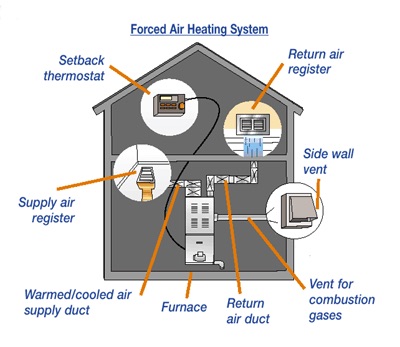 Forced Air Heating System
Setback
thermostat
Return air
register
Side wall
vent
Supply air
register
Warmed/cooled air
supply duct
Furnace
Return
air duct
Vent for
combustion
gases